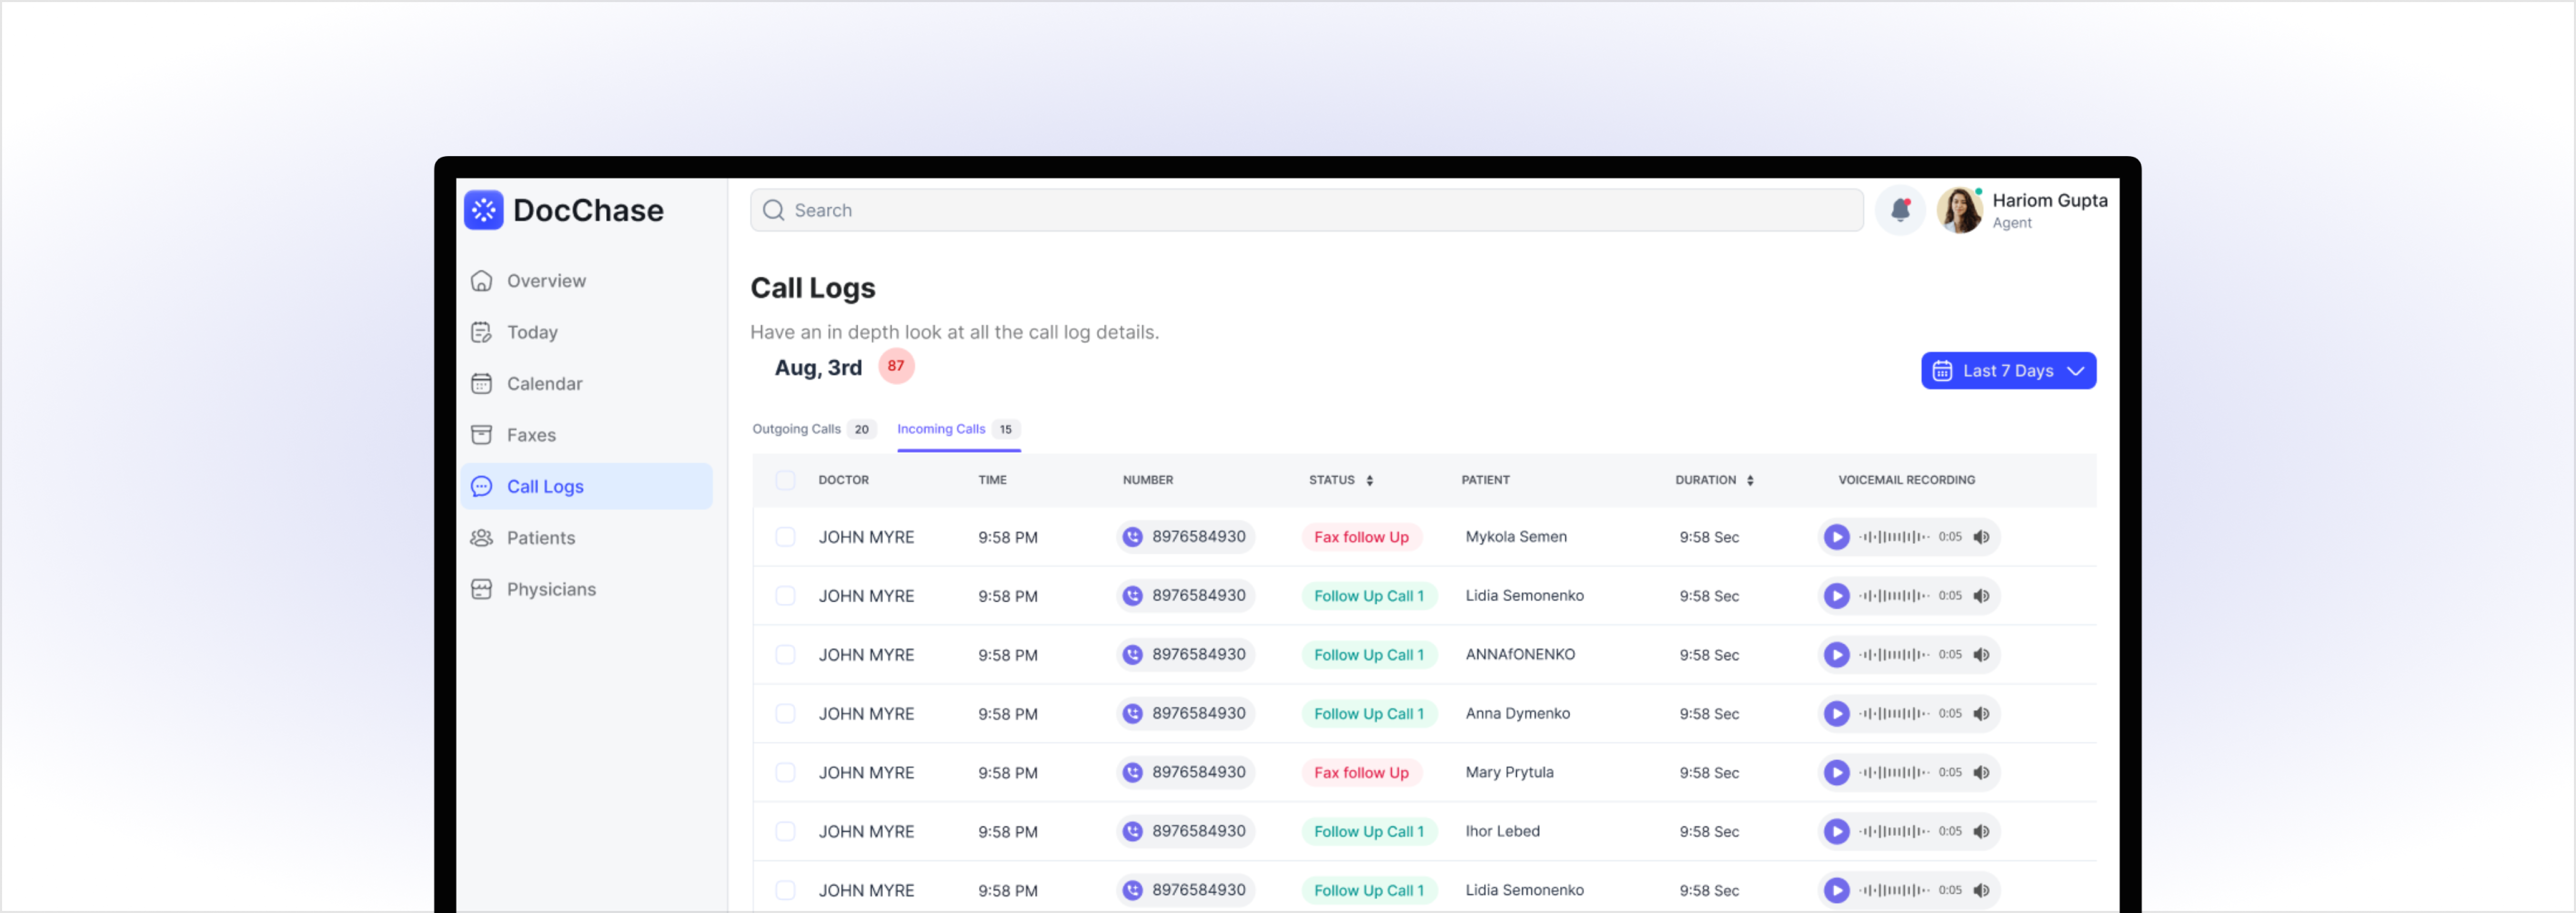 DocChase
Search
Hariom Gupta
Agent
Overview
Today
Calendar
Faxes
Call Logs
Patients
Physicians
Call Logs
Have an in depth look at all the call log details.
Aug, 3rd 87
Last 7 Days
Outgoing Calls 20 Incoming Calls 15
DOCTOR TIME NUMBER STATUS PATIENT DURATION VOICEMAIL RECORDING
JOHN MYRE 9:58 PM 8976584930 Fax follow Up Mykola Semen 9:58 Sec 0:05
JOHN MYRE 9:58 PM 8976584930 Follow Up Call 1 Lidia Semonenko 9:58 Sec 0:05
JOHN MYRE 9:58 PM 8976584930 Follow Up Call 1 ANNAfONENKO 9:58 Sec 0:05
JOHN MYRE 9:58 PM 8976584930 Follow Up Call 1 Anna Dymenko 9:58 Sec 0:05
JOHN MYRE 9:58 PM 8976584930 Fax follow Up Mary Prytula 9:58 Sec 0:05
JOHN MYRE 9:58 PM 8976584930 Follow Up Call 1 Ihor Lebed 9:58 Sec 0:05
JOHN MYRE 9:58 PM 8976584930 Follow Up Call 1 Lidia Semonenko 9:58 Sec 0:05